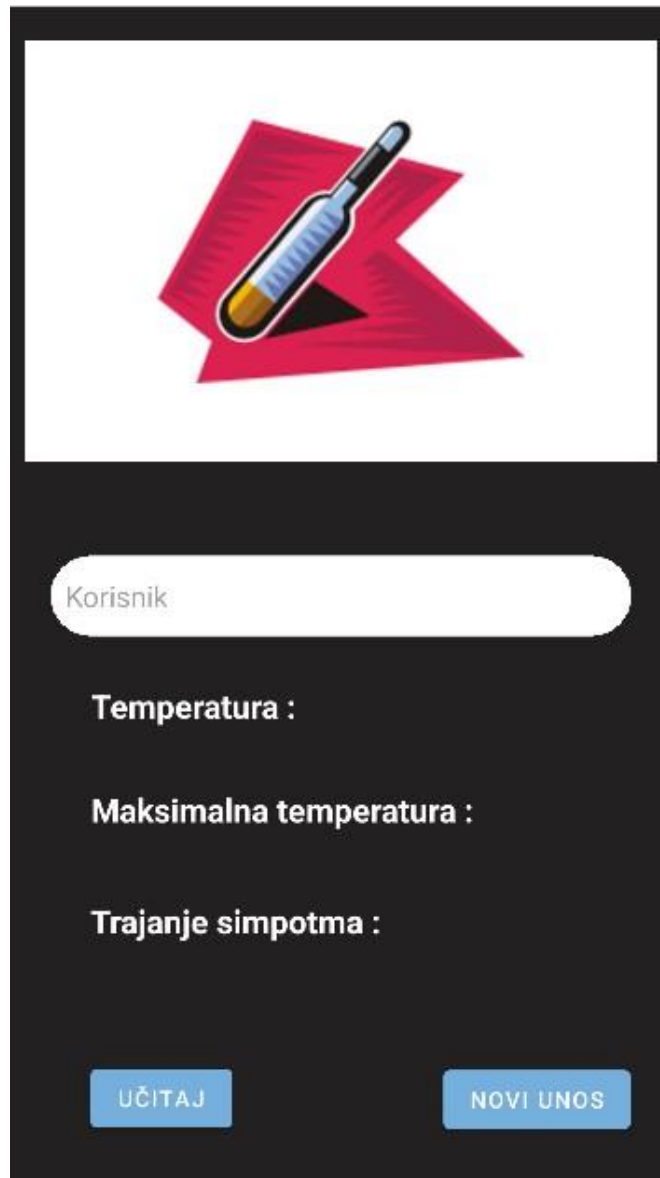 Korisnik
Temperatura :
Maksimalna temperatura :
Trajanje simpotma :
UČITAJ
NOVI UNOS